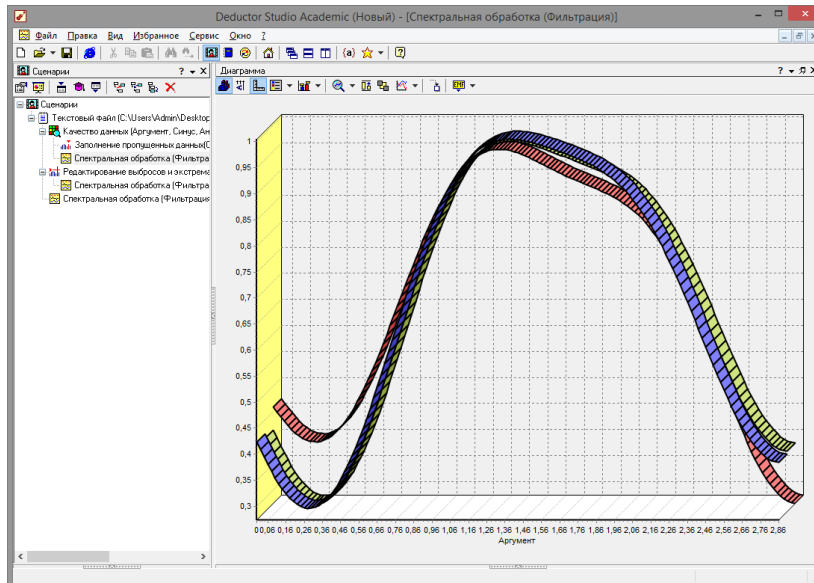 Deductor Studio Academic (Новый) - [Спектральная обработка (Фильтрация)]
Файл Правка Вид Избранное Сервис Окно ?
Сценарии
Диаграмма
Сценарии
Текстовый файл (C:\Users\Admin\Desktop
Качество данных (Аргумент, Синус, Ан
Заполнение пропущенных данных(С
Спектральная обработка (Фильтра
Редактирование выбросов и экстрема
Спектральная обработка (Фильтра
Спектральная обработка (Фильтрация
1
0,95
0,9
0,85
0,8
0,75
0,7
0,65
0,6
0,55
0,5
0,45
0,4
0,35
0,3
0 0,06 0,16 0,26 0,36 0,46 0,56 0,66 0,76 0,86 0,96 1,06 1,16 1,26 1,36 1,46 1,56 1,66 1,76 1,86 1,96 2,06 2,16 2,26 2,36 2,46 2,56 2,66 2,76 2,86
Аргумент